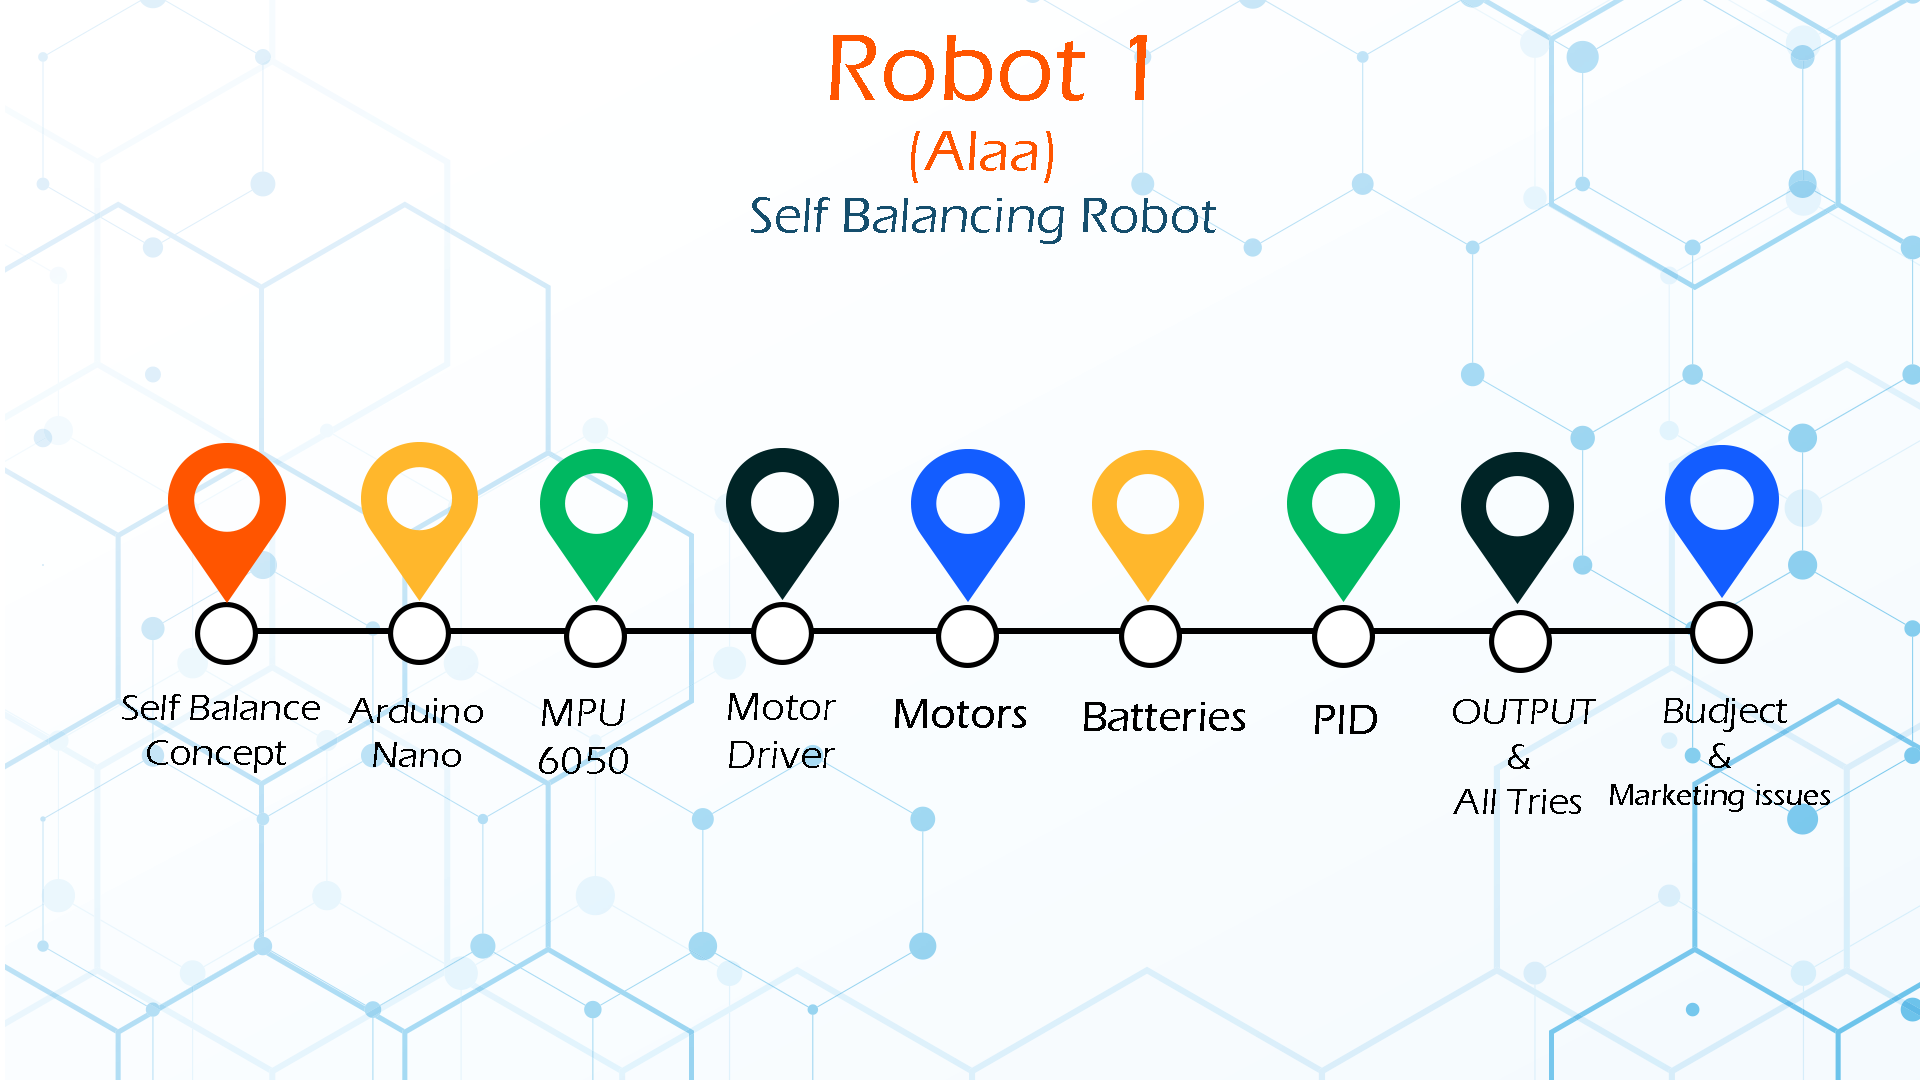 Robot 1
(Alaa)
Self Balancing Robot
Self Balance
Concept
Arduino
Nano
MPU
6050
Motor
Driver
Motors
Batteries
PID
OUTPUT
&
All Tries
Budject
&
Marketing issues